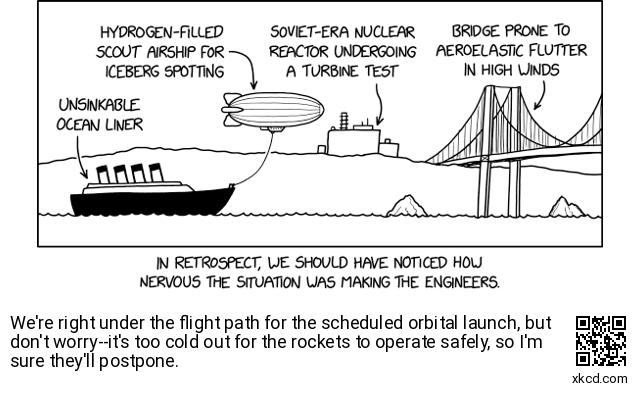 HYDROGEN-FILLED
SCOUT AIRSHIP FOR
ICEBERG SPOTTING
SOVIET-ERA NUCLEAR
REACTOR UNDERGOING
A TURBINE TEST
BRIDGE PRONE TO
AEROELASTIC FLUTTER
IN HIGH WINDS
UNSINKABLE
OCEAN LINER
IN RETROSPECT, WE SHOULD HAVE NOTICED HOW
NERVOUS THE SITUATION WAS MAKING THE ENGINEERS.
We're right under the flight path for the scheduled orbital launch, but
don't worry--it's too cold out for the rockets to operate safely, so I'm
sure they'll postpone.
xkcd.com